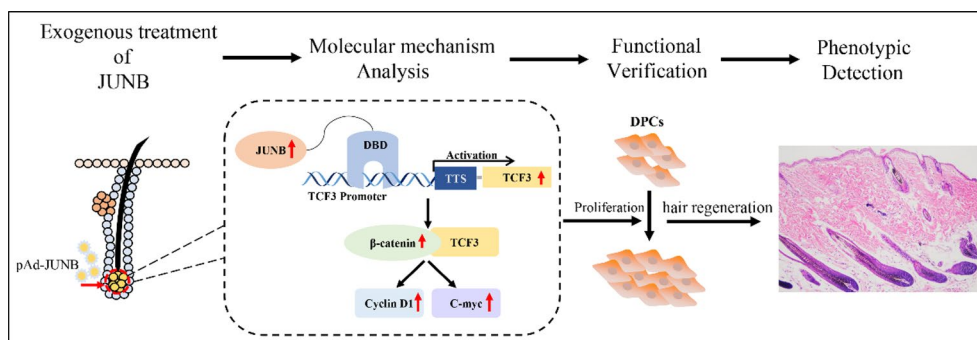 Exogenous treatment
of
JUNB
Molecular mechanism
Analysis
Functional
Verification
Phenotypic
Detection
JUNB
DBD
Activation
TTS
TCF3
TCF3 Promoter
β-catenin
TCF3
Cyclin D1
C-myc
pAd-JUNB
DPCs
Proliferation
hair regeneration